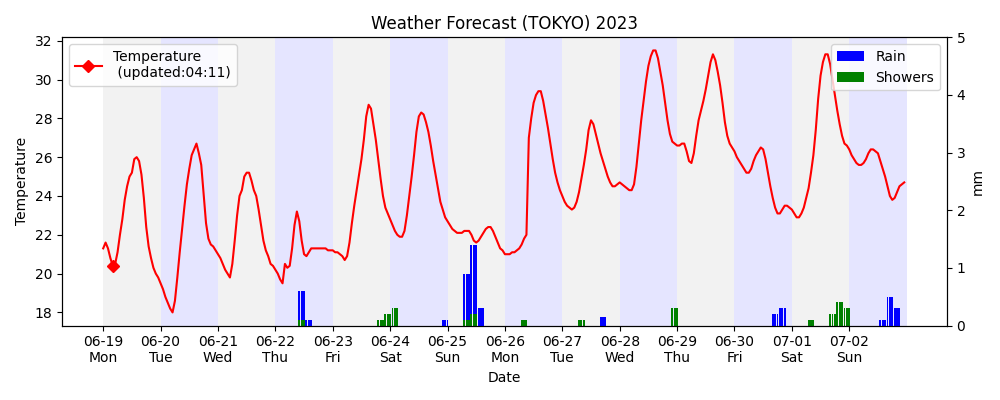 Weather Forecast (TOKYO) 2023
Temperature
(updated:04:11)
Rain
Showers
Temperature
32
30
28
26
24
22
20
18
5
4
3
2
1
0
mm
06-19 06-20 06-21 06-22 06-23 06-24 06-25 06-26 06-27 06-28 06-29 06-30 07-01 07-02
Mon Tue Wed Thu Fri Sat Sun Mon Tue Wed Thu Fri Sat Sun
Date